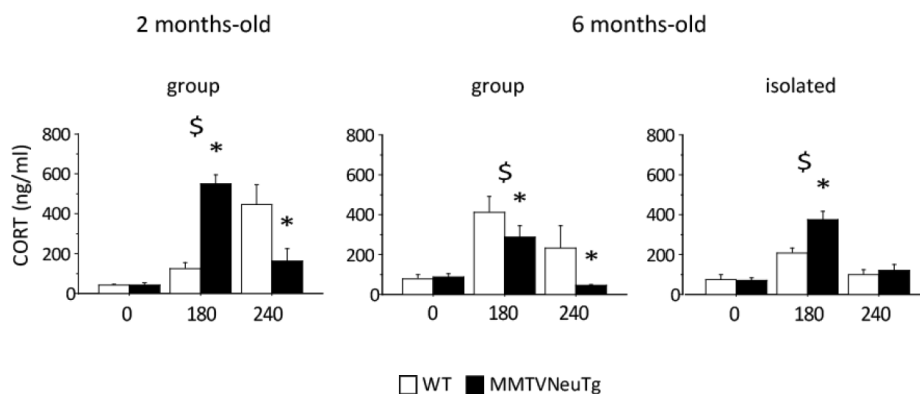 2 months-old 6 months-old
group group isolated
CORT (ng/ml)
800 600 400 200 0
$ * *
0 180 240
800 600 400 200 0
$ * *
0 180 240
800 600 400 200 0
$ *
0 180 240
WT MMTVNeuTg